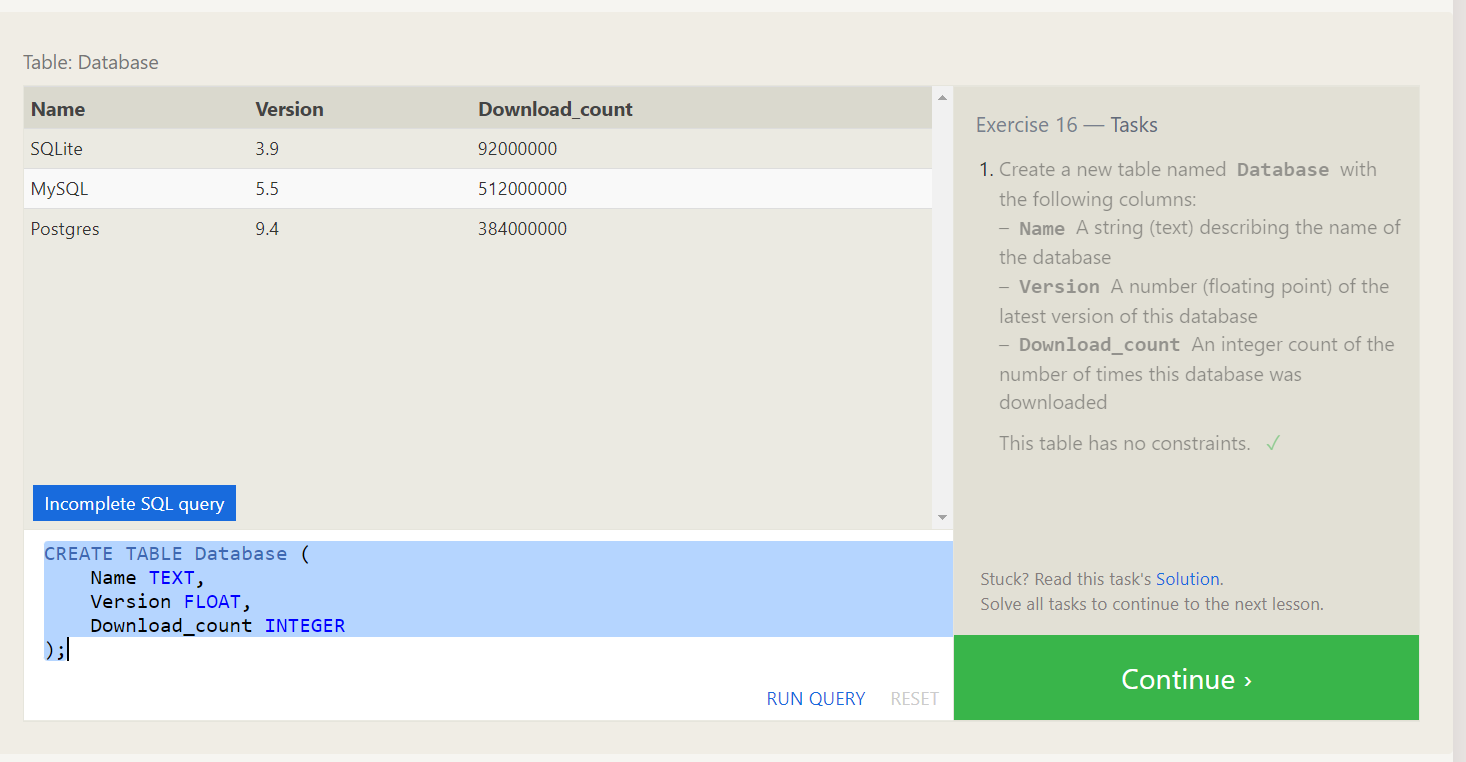 Table: Database
Name Version Download_count
SQLite 3.9 92000000
MySQL 5.5 512000000
Postgres 9.4 384000000
Incomplete SQL query
CREATE TABLE Database (
    Name TEXT,
    Version FLOAT,
    Download_count INTEGER
);
RUN QUERY RESET
Exercise 16 — Tasks
1. Create a new table named Database with
the following columns:
– Name A string (text) describing the name of
the database
– Version A number (floating point) of the
latest version of this database
– Download_count An integer count of the
number of times this database was
downloaded
This table has no constraints. ✓
Stuck? Read this task's Solution.
Solve all tasks to continue to the next lesson.
Continue ›